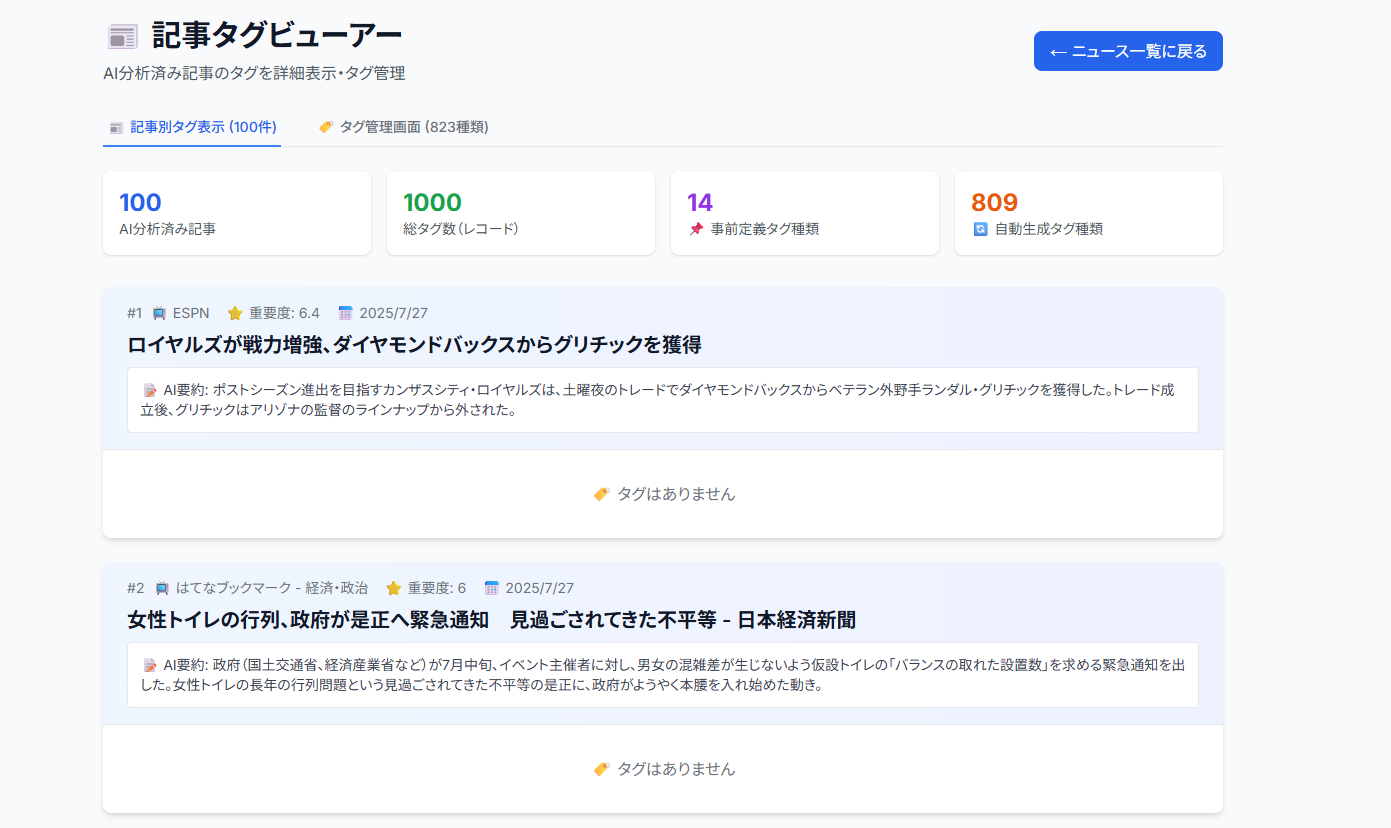 記事タグビューアー
← ニュース一覧に戻る
AI分析済み記事のタグを詳細表示・タグ管理
記事別タグ表示 (100件)
タグ管理画面 (823種類)
100
AI分析済み記事
1000
総タグ数（レコード）
14
事前定義タグ種類
809
自動生成タグ種類
#1 ESPN 重要度: 6.4 2025/7/27
ロイヤルズが戦力増強、ダイヤモンドバックスからグリチックを獲得
AI要約: ポストシーズン進出を目指すカンザスシティ・ロイヤルズは、土曜夜のトレードでダイヤモンドバックスからベテラン外野手ランダル・グリチックを獲得した。トレード成
立後、グリチックはアリゾナの監督のラインナップから外された。
タグはありません
#2 はてなブックマーク - 経済・政治 重要度: 6 2025/7/27
女性トイレの行列、政府が是正へ緊急通知　見過ごされてきた不平等 - 日本経済新聞
AI要約: 政府（国土交通省、経済産業省など）が7月中旬、イベント主催者に対し、男女の混雑差が生じないよう仮設トイレの「バランスの取れた設置数」を求める緊急通知を出
した。女性トイレの長年の行列問題という見過ごされてきた不平等の是正に、政府がようやく本腰を入れ始めた動き。
タグはありません